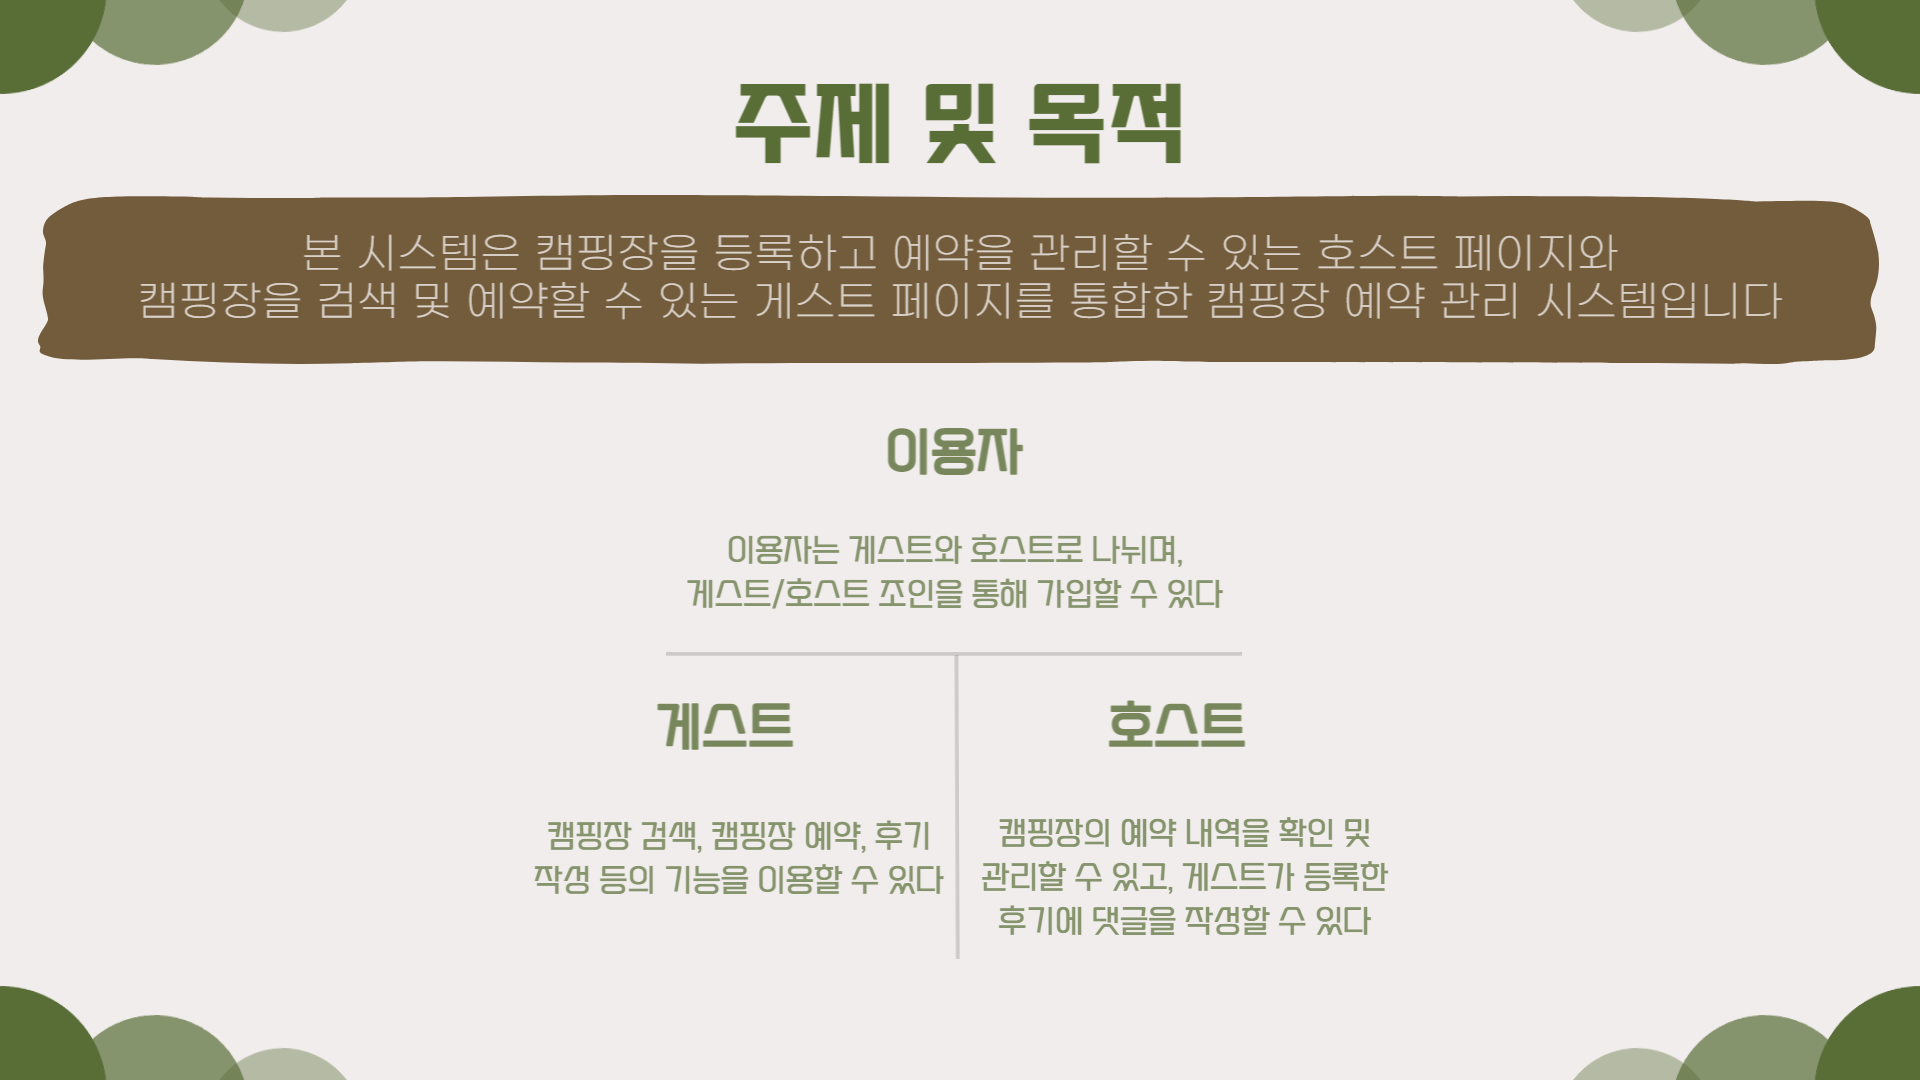 주제 및 목적
본 시스템은 캠핑장을 등록하고 예약을 관리할 수 있는 호스트 페이지와
캠핑장을 검색 및 예약할 수 있는 게스트 페이지를 통합한 캠핑장 예약 관리 시스템입니다
이용자
이용자는 게스트와 호스트로 나뉘며,
게스트/호스트 조인을 통해 가입할 수 있다
게스트
캠핑장 검색, 캠핑장 예약, 후기
작성 등의 기능을 이용할 수 있다
호스트
캠핑장의 예약 내역을 확인 및
관리할 수 있고, 게스트가 등록한
후기에 댓글을 작성할 수 있다